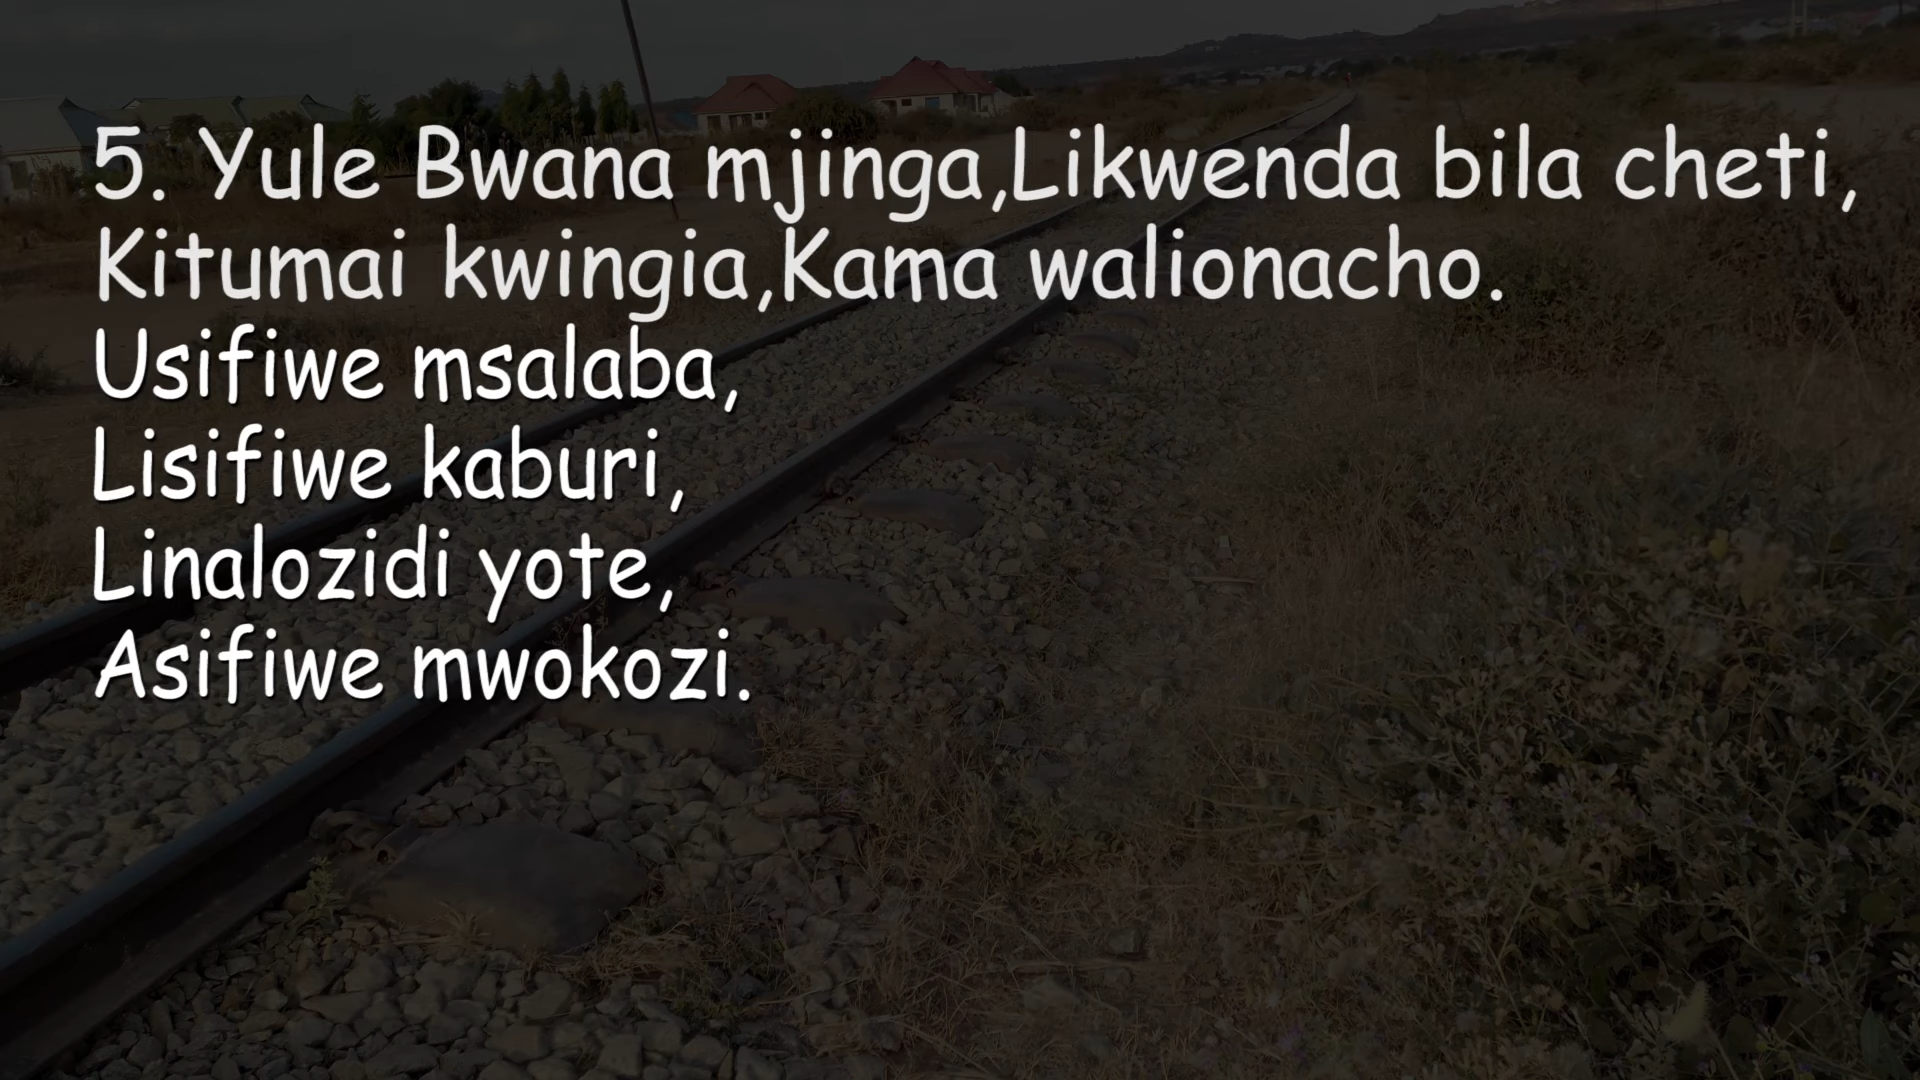 5. Yule Bwana mjinga,Likwenda bila cheti,
Kitumai kwingia,Kama walionacho.
Usifiwe msalaba,
Lisifiwe kaburi,
Linalozidi yote,
Asifiwe mwokozi.